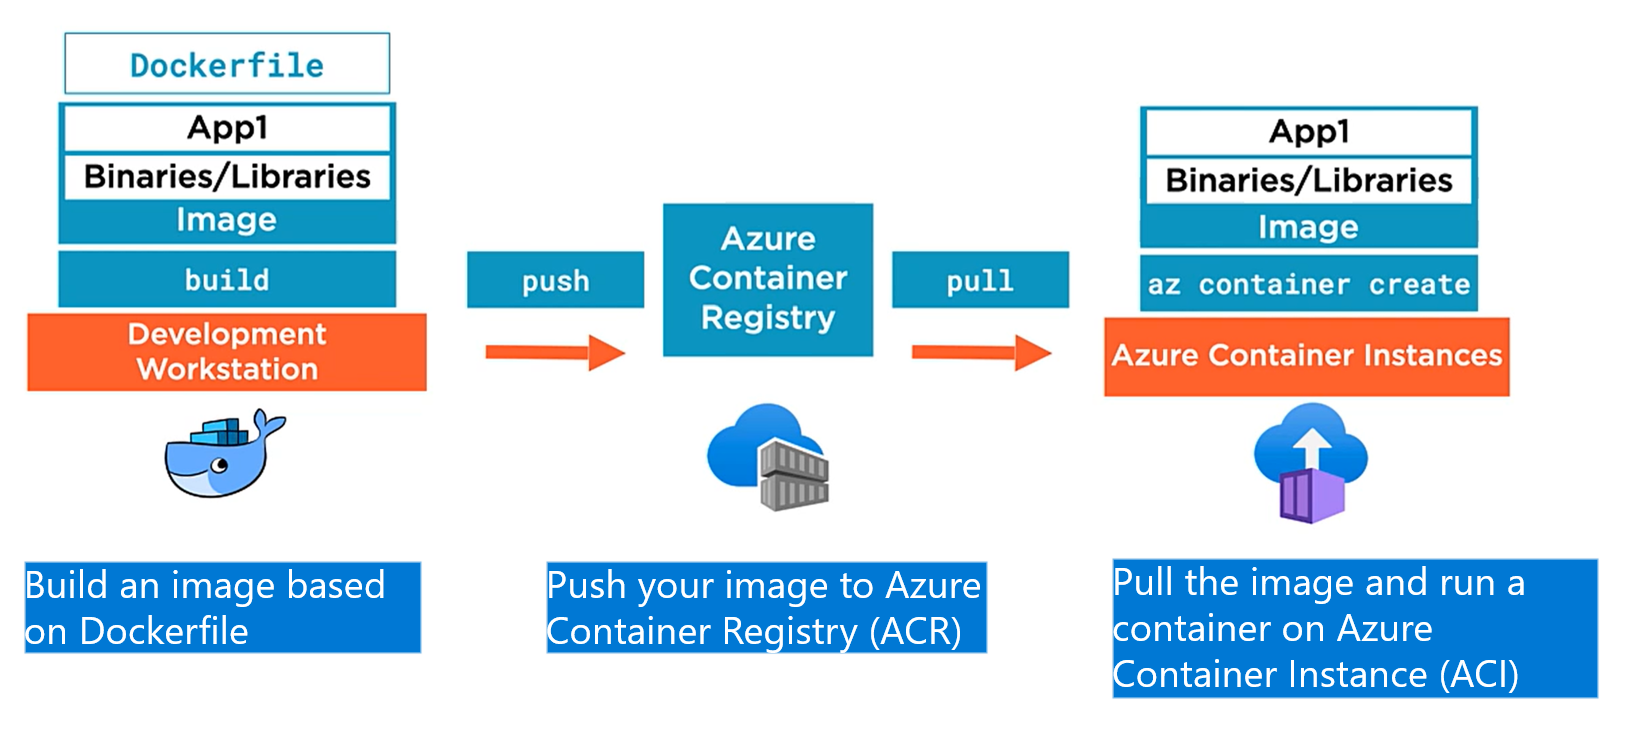 Dockerfile
App1
Binaries/Libraries
Image
build
Development
Workstation
push
Azure
Container
Registry
pull
App1
Binaries/Libraries
Image
az container create
Azure Container Instances
Build an image based
on Dockerfile
Push your image to Azure
Container Registry (ACR)
Pull the image and run a
container on Azure
Container Instance (ACI)